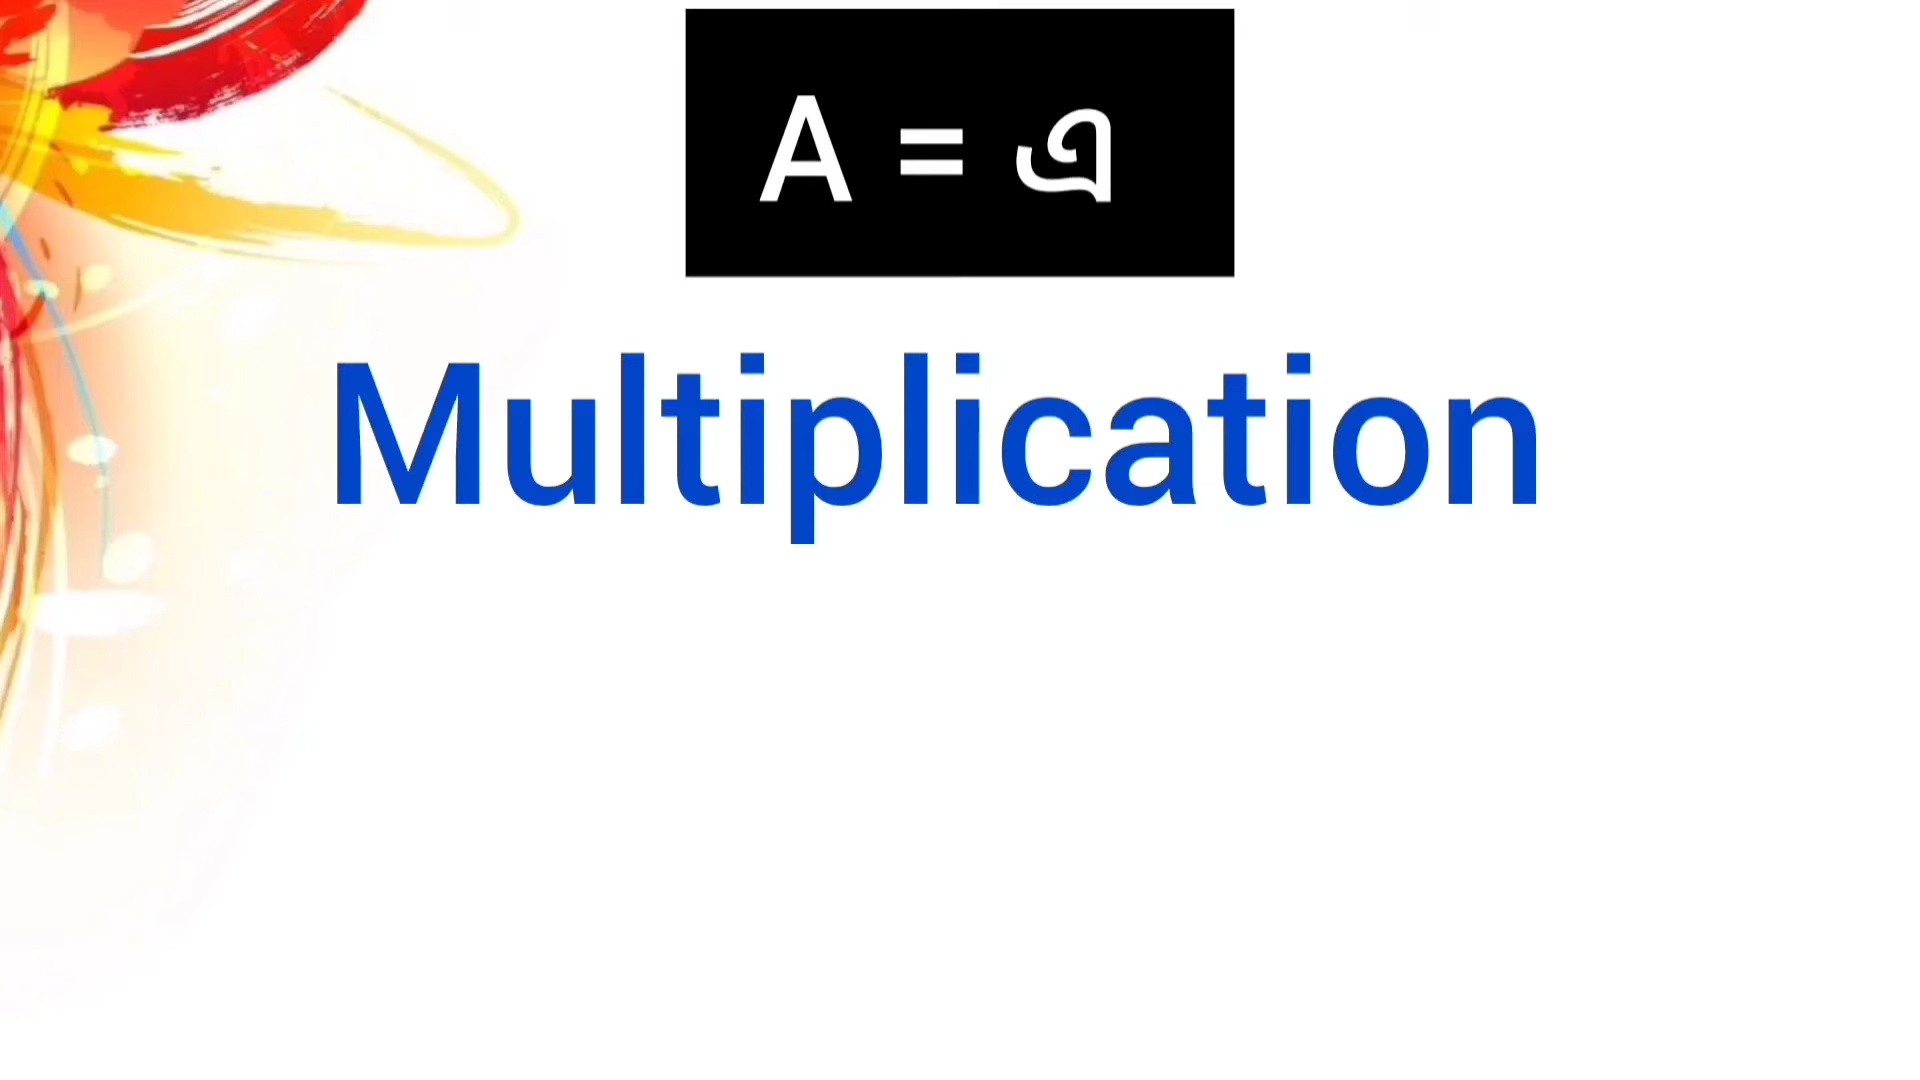 A = এ
Multiplication